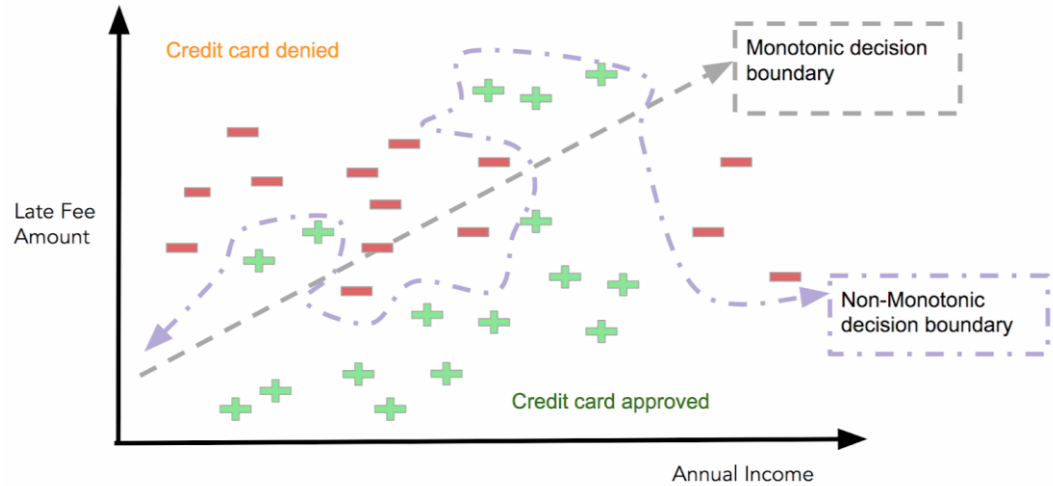 Credit card denied
Monotonic decision
boundary
Late Fee
Amount
Non-Monotonic
decision boundary
Credit card approved
Annual Income